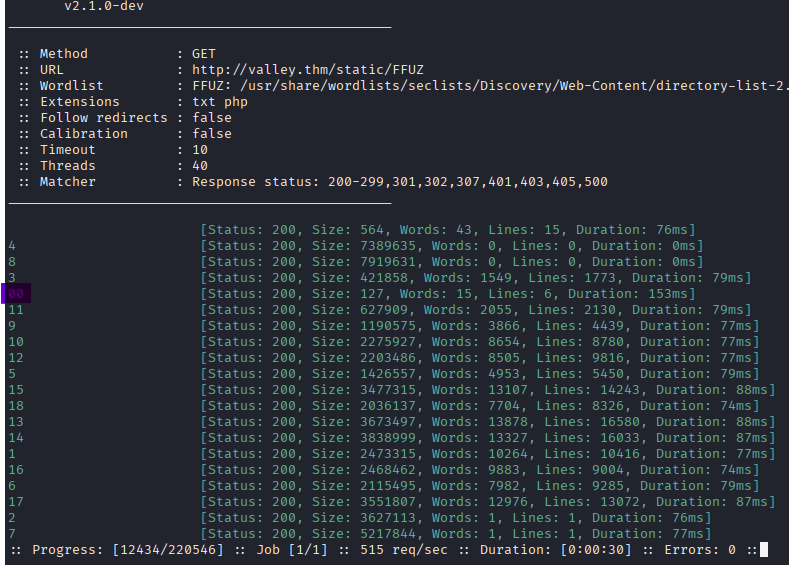 v2.1.0-dev
:: Method : GET
:: URL : http://valley.thm/static/FFUZ
:: Wordlist : FFUZ: /usr/share/wordlists/seclists/Discovery/Web-Content/directory-list-2.
:: Extensions : txt php
:: Follow redirects : false
:: Calibration : false
:: Timeout : 10
:: Threads : 40
:: Matcher : Response status: 200-299,301,302,307,401,403,405,500
[Status: 200, Size: 564, Words: 43, Lines: 15, Duration: 76ms]
4 [Status: 200, Size: 7389635, Words: 0, Lines: 0, Duration: 0ms]
8 [Status: 200, Size: 7919631, Words: 0, Lines: 0, Duration: 0ms]
3 [Status: 200, Size: 421858, Words: 1549, Lines: 1773, Duration: 79ms]
00 [Status: 200, Size: 127, Words: 15, Lines: 6, Duration: 153ms]
11 [Status: 200, Size: 627909, Words: 2055, Lines: 2130, Duration: 79ms]
9 [Status: 200, Size: 1190575, Words: 3866, Lines: 4439, Duration: 77ms]
10 [Status: 200, Size: 2275927, Words: 8654, Lines: 8780, Duration: 77ms]
12 [Status: 200, Size: 2203486, Words: 8505, Lines: 9816, Duration: 77ms]
5 [Status: 200, Size: 1426557, Words: 4953, Lines: 5450, Duration: 79ms]
15 [Status: 200, Size: 3477315, Words: 13107, Lines: 14243, Duration: 88ms]
18 [Status: 200, Size: 2036137, Words: 7704, Lines: 8326, Duration: 74ms]
13 [Status: 200, Size: 3673497, Words: 13878, Lines: 16580, Duration: 88ms]
14 [Status: 200, Size: 3838999, Words: 13327, Lines: 16033, Duration: 87ms]
1 [Status: 200, Size: 2473315, Words: 10264, Lines: 10416, Duration: 77ms]
16 [Status: 200, Size: 2468462, Words: 9883, Lines: 9004, Duration: 74ms]
6 [Status: 200, Size: 2115495, Words: 7982, Lines: 9285, Duration: 79ms]
17 [Status: 200, Size: 3551807, Words: 12976, Lines: 13072, Duration: 87ms]
2 [Status: 200, Size: 3627113, Words: 1, Lines: 1, Duration: 76ms]
7 [Status: 200, Size: 5217844, Words: 1, Lines: 1, Duration: 77ms]
:: Progress: [12434/220546] :: Job [1/1] :: 515 req/sec :: Duration: [0:00:30] :: Errors: 0 ::